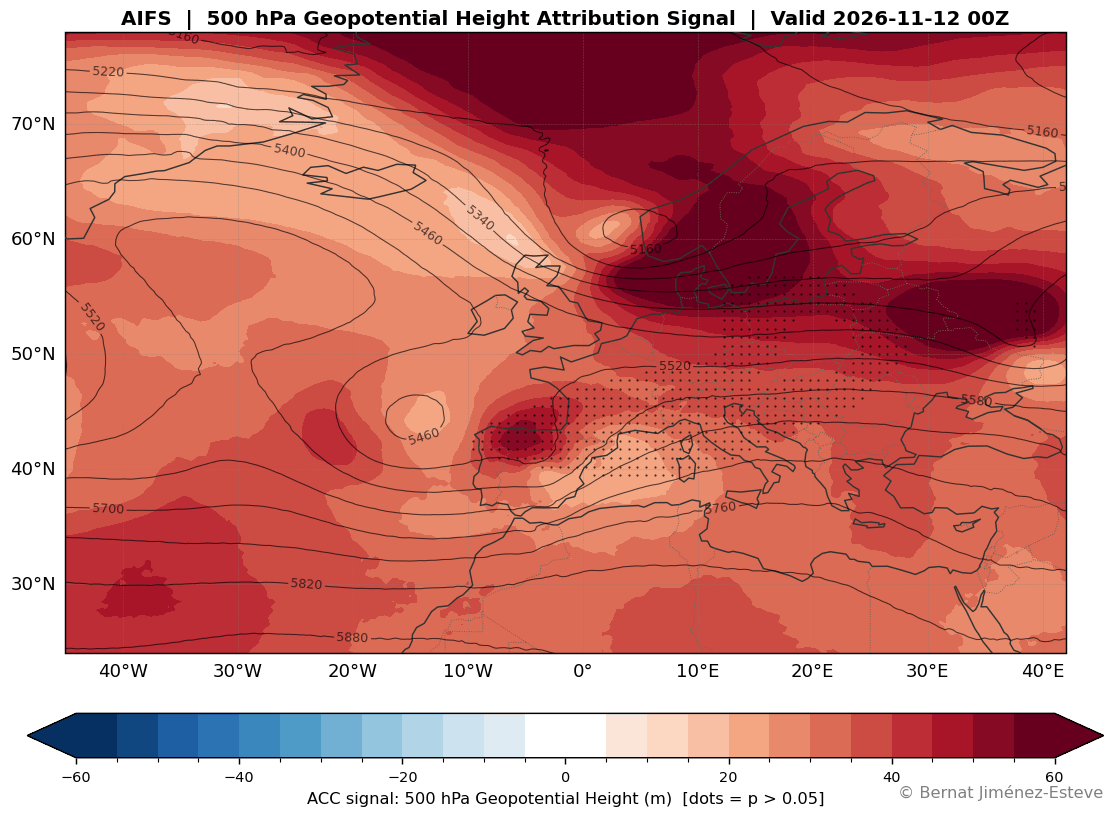 AIFS | 500 hPa Geopotential Height Attribution Signal | Valid 2026-11-12 00Z
5160
5220
70°N
5160
5400
5340
60°N
5460
5160
5520
50°N
5520
5580
5460
40°N
5700
5760
30°N
5820
5880
40°W 30°W 20°W 10°W 0° 10°E 20°E 30°E 40°E
−60 −40 −20 0 20 40 60
ACC signal: 500 hPa Geopotential Height (m) [dots = p > 0.05]
© Bernat Jiménez-Esteve